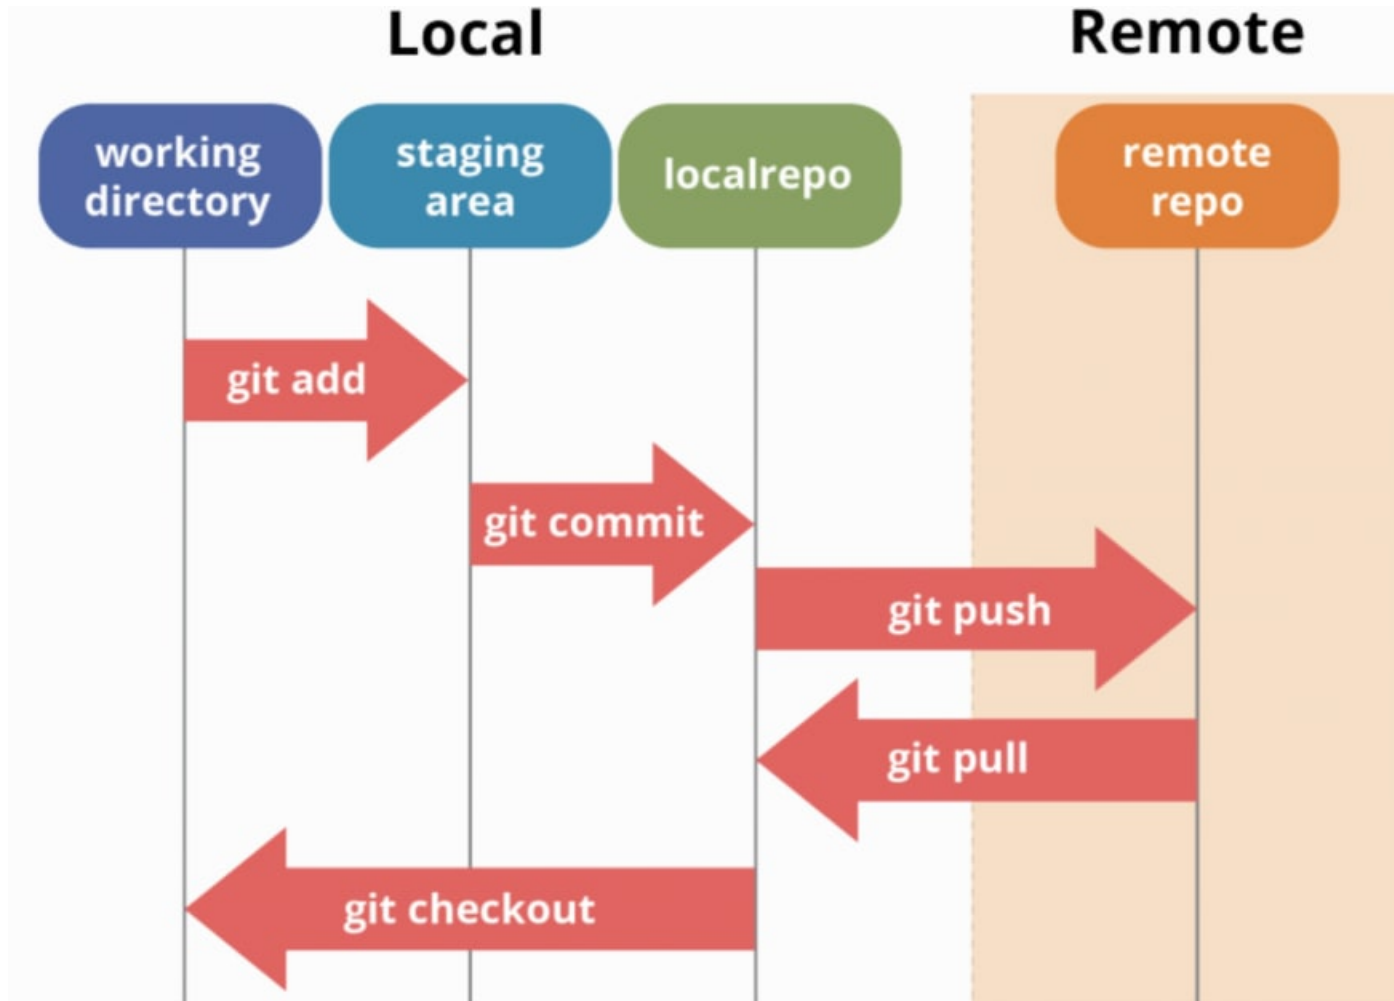 Local
Remote
working
directory
staging
area
localrepo
remote
repo
git add
git commit
git push
git pull
git checkout